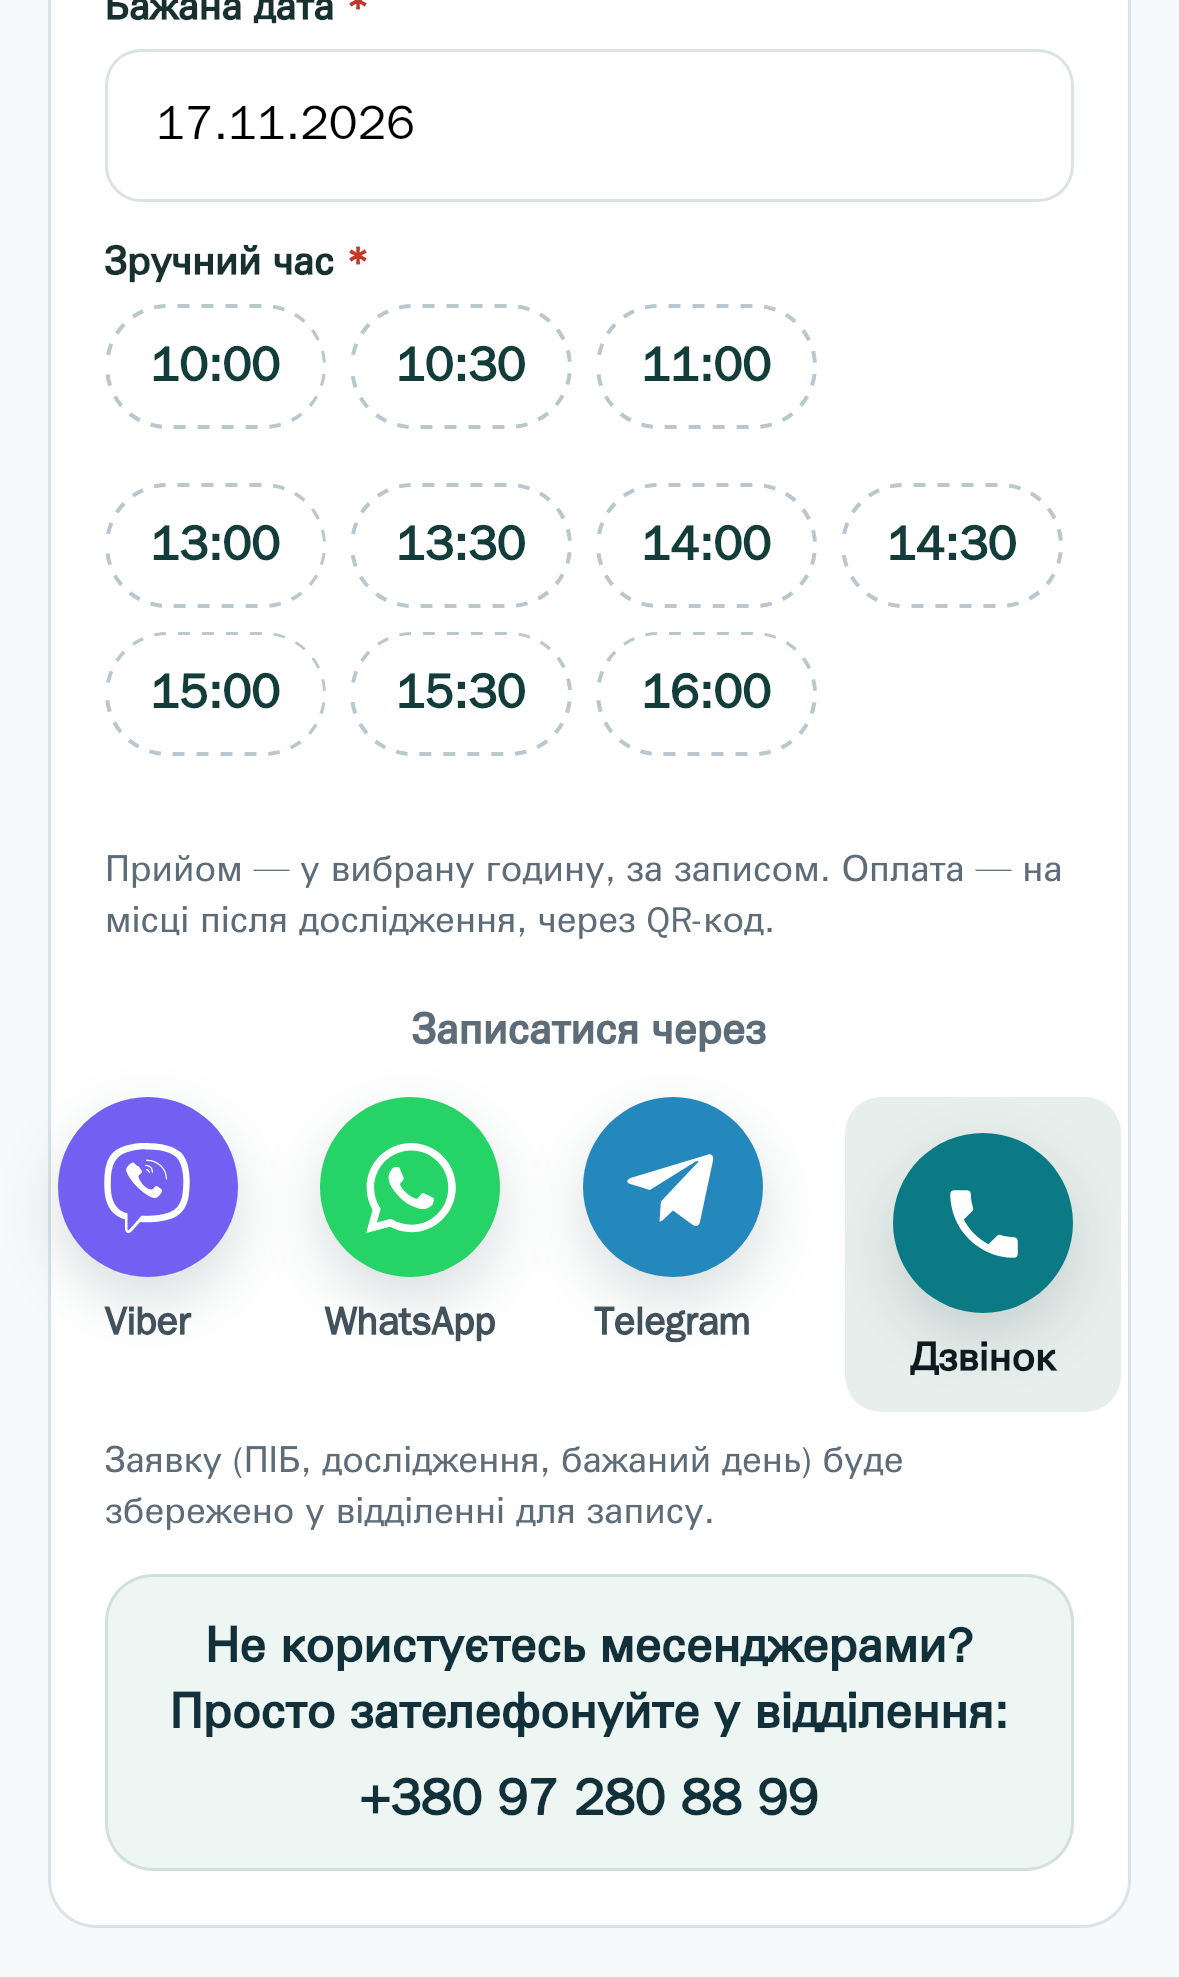 Бажана дата *
17.11.2026
Зручний час *
10:00 10:30 11:00
13:00 13:30 14:00 14:30
15:00 15:30 16:00
Прийом — у вибрану годину, за записом. Оплата — на
місці після дослідження, через QR-код.
Записатися через
Viber WhatsApp Telegram Дзвінок
Заявку (ПІБ, дослідження, бажаний день) буде
збережено у відділенні для запису.
Не користуєтесь месенджерами?
Просто зателефонуйте у відділення:
+380 97 280 88 99